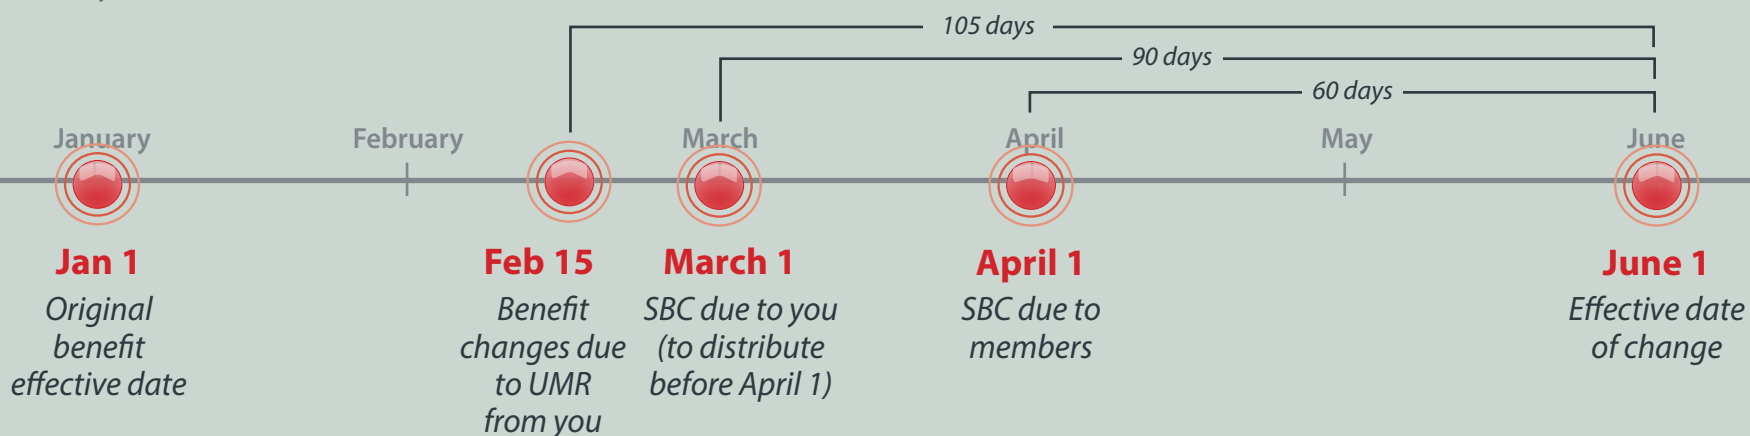 105 days
90 days
60 days
January
February
March
April
May
June
Jan 1
Original
benefit
effective date
Feb 15
Benefit
changes due
to UMR
from you
March 1
SBC due to you
(to distribute
before April 1)
April 1
SBC due to
members
June 1
Effective date
of change